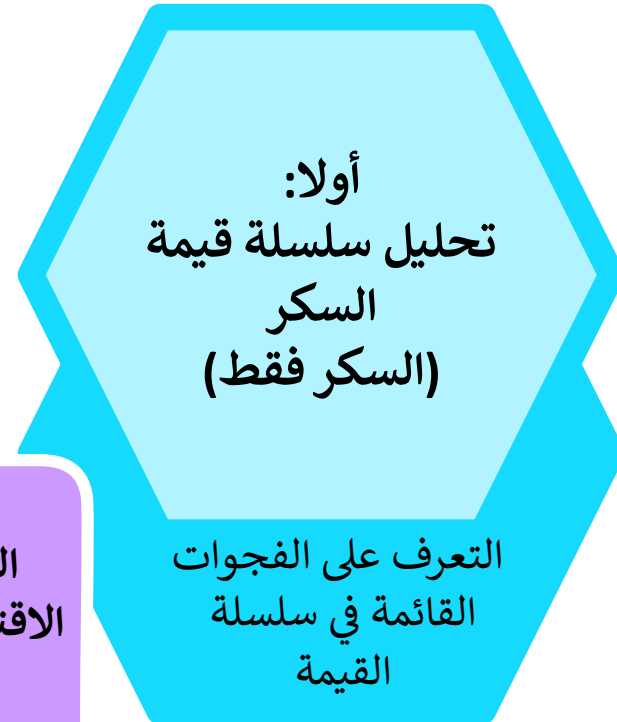 أولا:
تحليل سلسلة قيمة
السكر
(السكر فقط)
التعرف على الفجوات
القائمة في سلسلة
القيمة